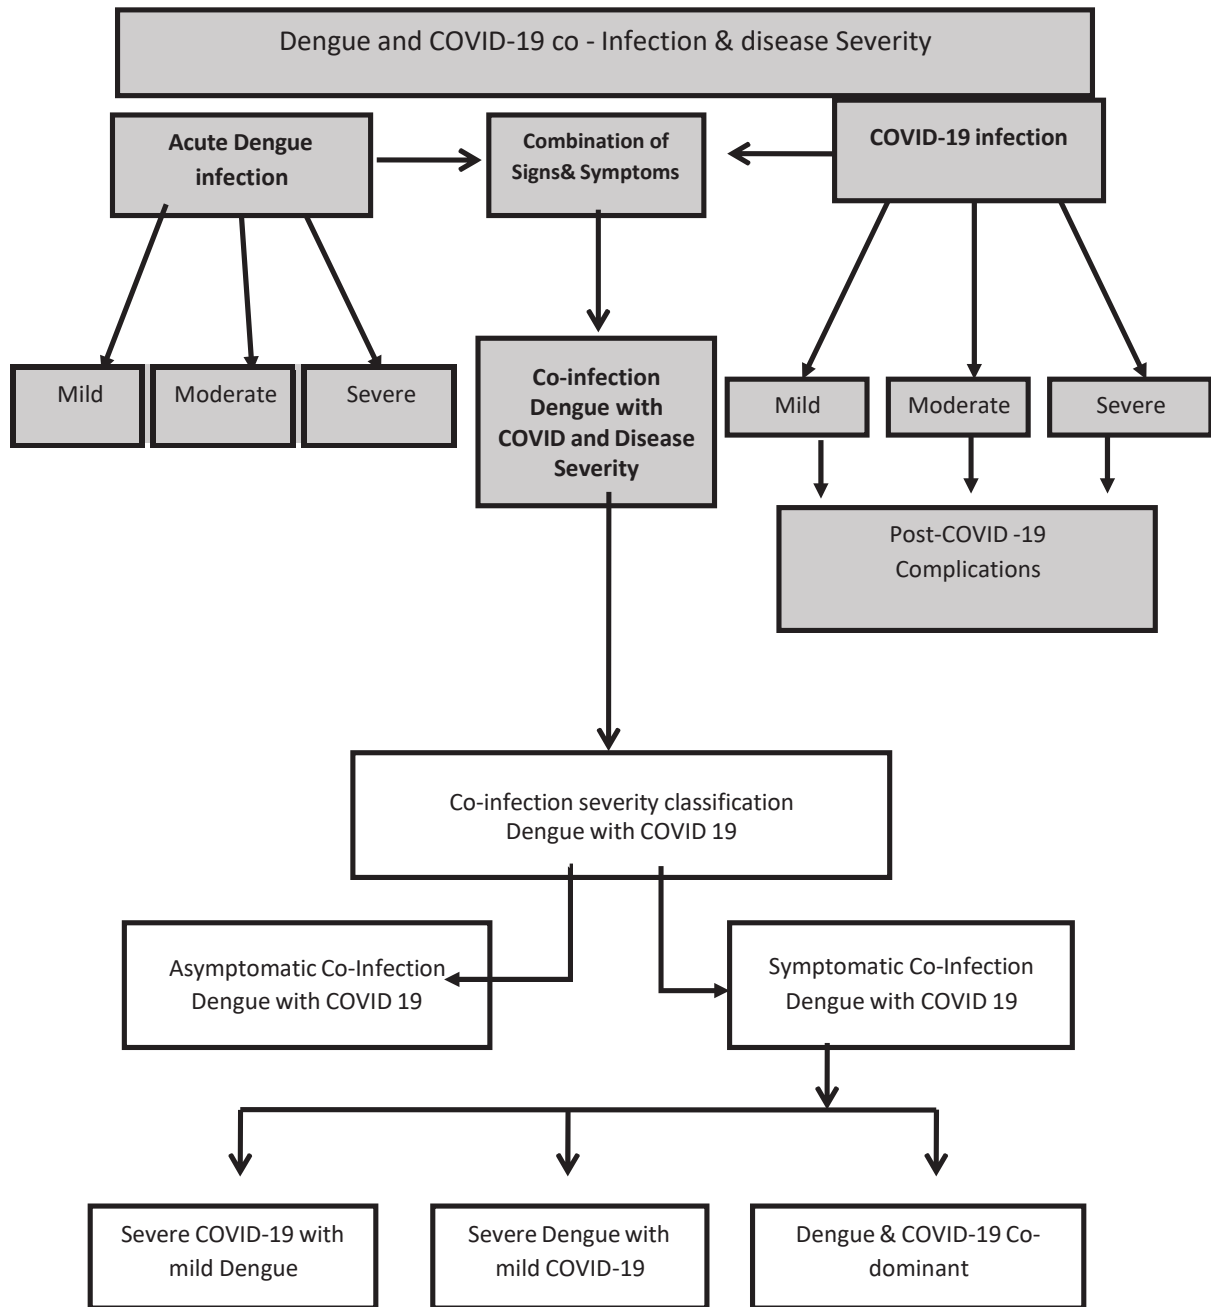 Dengue and COVID-19 co - Infection & disease Severity
Acute Dengue
infection
Combination of
Signs& Symptoms
COVID-19 infection
Mild
Moderate
Severe
Co-infection
Dengue with
COVID and Disease
Severity
Mild
Moderate
Severe
Post-COVID -19
Complications
Co-infection severity classification
Dengue with COVID 19
Asymptomatic Co-Infection
Dengue with COVID 19
Symptomatic Co-Infection
Dengue with COVID 19
Severe COVID-19 with
mild Dengue
Severe Dengue with
mild COVID-19
Dengue & COVID-19 Co-
dominant